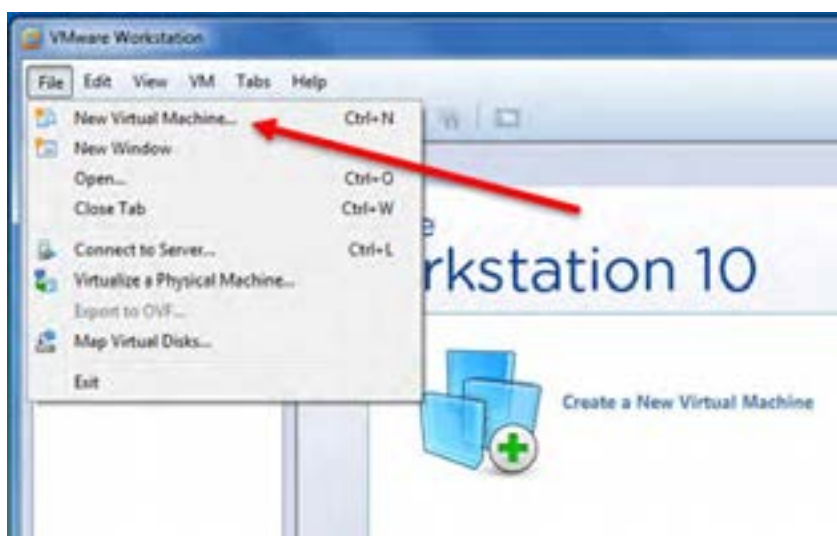 VMware Workstation
File Edit View VM Tabs Help
New Virtual Machine... Ctrl+N
New Window
Open... Ctrl+O
Close Tab Ctrl+W
Connect to Server... Ctrl+L
Virtualize a Physical Machine...
Export to OVF...
Map Virtual Disks...
Exit
e
rkstation 10
Create a New Virtual Machine